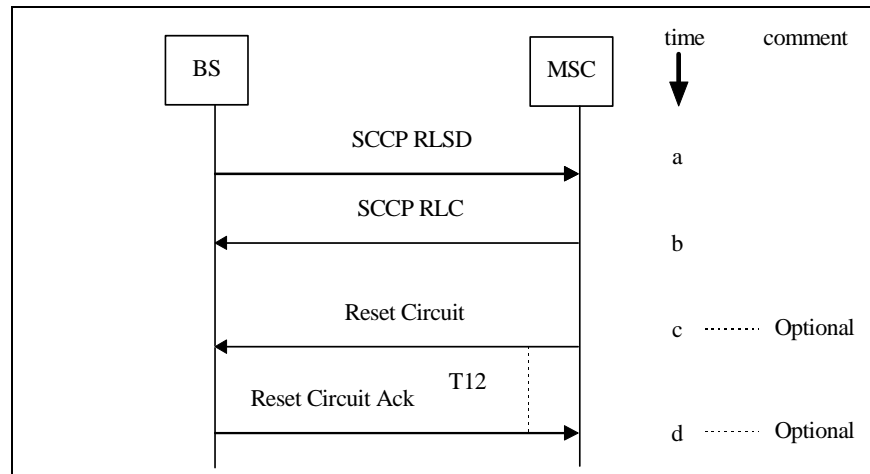 time comment
BS MSC
SCCP RLSD
a
SCCP RLC
b
Reset Circuit
c Optional
T12
Reset Circuit Ack
d Optional